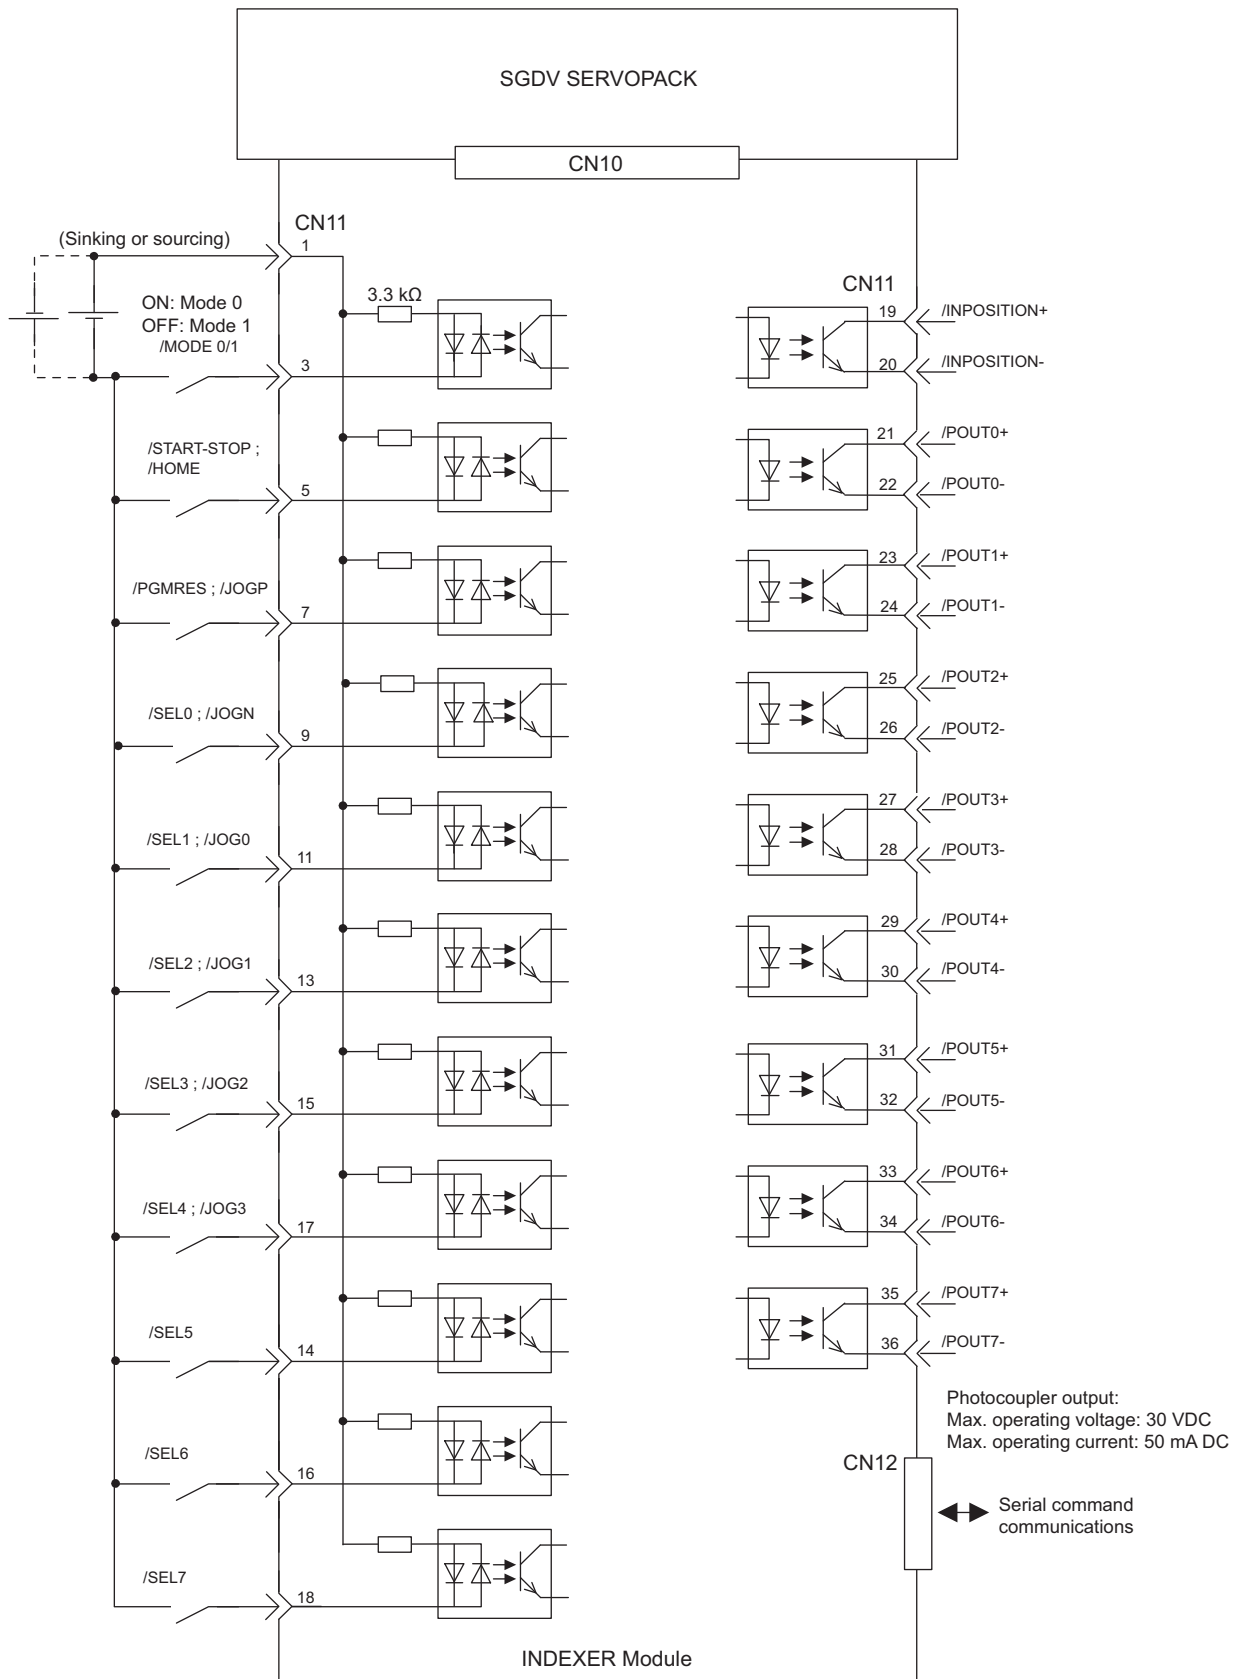 SGDV SERVOPACK
CN10
CN11
(Sinking or sourcing)
1
ON: Mode 0
OFF: Mode 1
/MODE 0/1
3.3 kΩ
3
/START-STOP ;
/HOME
5
/PGMRES ; /JOGP
7
/SEL0 ; /JOGN
9
/SEL1 ; /JOG0
11
/SEL2 ; /JOG1
13
/SEL3 ; /JOG2
15
/SEL4 ; /JOG3
17
/SEL5
14
/SEL6
16
/SEL7
18
CN11
19 /INPOSITION+
20 /INPOSITION-
21 /POUT0+
22 /POUT0-
23 /POUT1+
24 /POUT1-
25 /POUT2+
26 /POUT2-
27 /POUT3+
28 /POUT3-
29 /POUT4+
30 /POUT4-
31 /POUT5+
32 /POUT5-
33 /POUT6+
34 /POUT6-
35 /POUT7+
36 /POUT7-
Photocoupler output:
Max. operating voltage: 30 VDC
Max. operating current: 50 mA DC
CN12
Serial command
communications
INDEXER Module